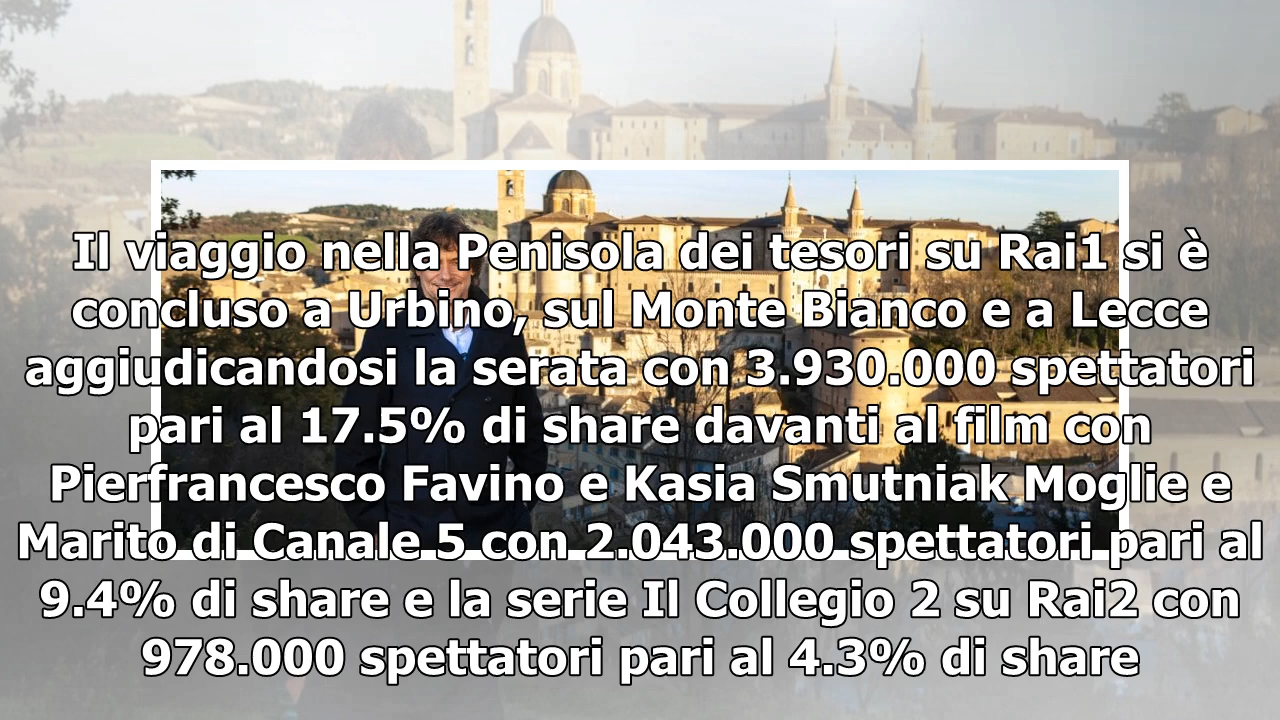 Il viaggio nella Penisola dei tesori su Rai1 si è
concluso a Urbino, sul Monte Bianco e a Lecce
aggiudicandosi la serata con 3.930.000 spettatori
pari al 17.5% di share davanti al film con
Pierfrancesco Favino e Kasia Smutniak Moglie e
Marito di Canale 5 con 2.043.000 spettatori pari al
9.4% di share e la serie Il Collegio 2 su Rai2 con
978.000 spettatori pari al 4.3% di share